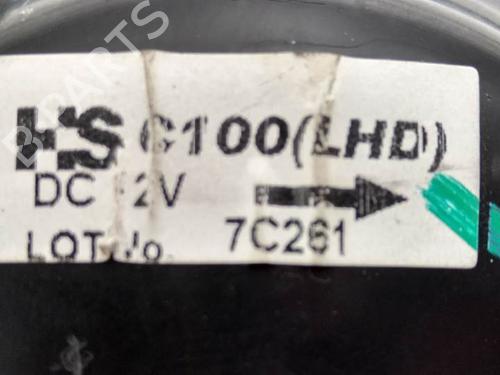 HS C100(LHD)
DC 12V
LOT No. 7C261
B-PARTS